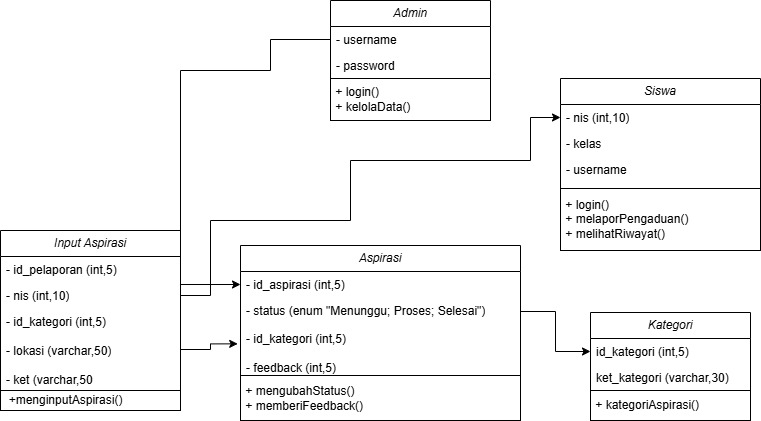 Admin
- username
- password
+ login()
+ kelolaData()
Siswa
- nis (int,10)
- kelas
- username
+ login()
+ melaporPengaduan()
+ melihatRiwayat()
Input Aspirasi
- id_pelaporan (int,5)
- nis (int,10)
- id_kategori (int,5)
- lokasi (varchar,50)
- ket (varchar,50
+menginputAspirasi()
Aspirasi
- id_aspirasi (int,5)
- status (enum "Menunggu; Proses; Selesai")
- id_kategori (int,5)
- feedback (int,5)
+ mengubahStatus()
+ memberiFeedback()
Kategori
id_kategori (int,5)
ket_kategori (varchar,30)
+ kategoriAspirasi()